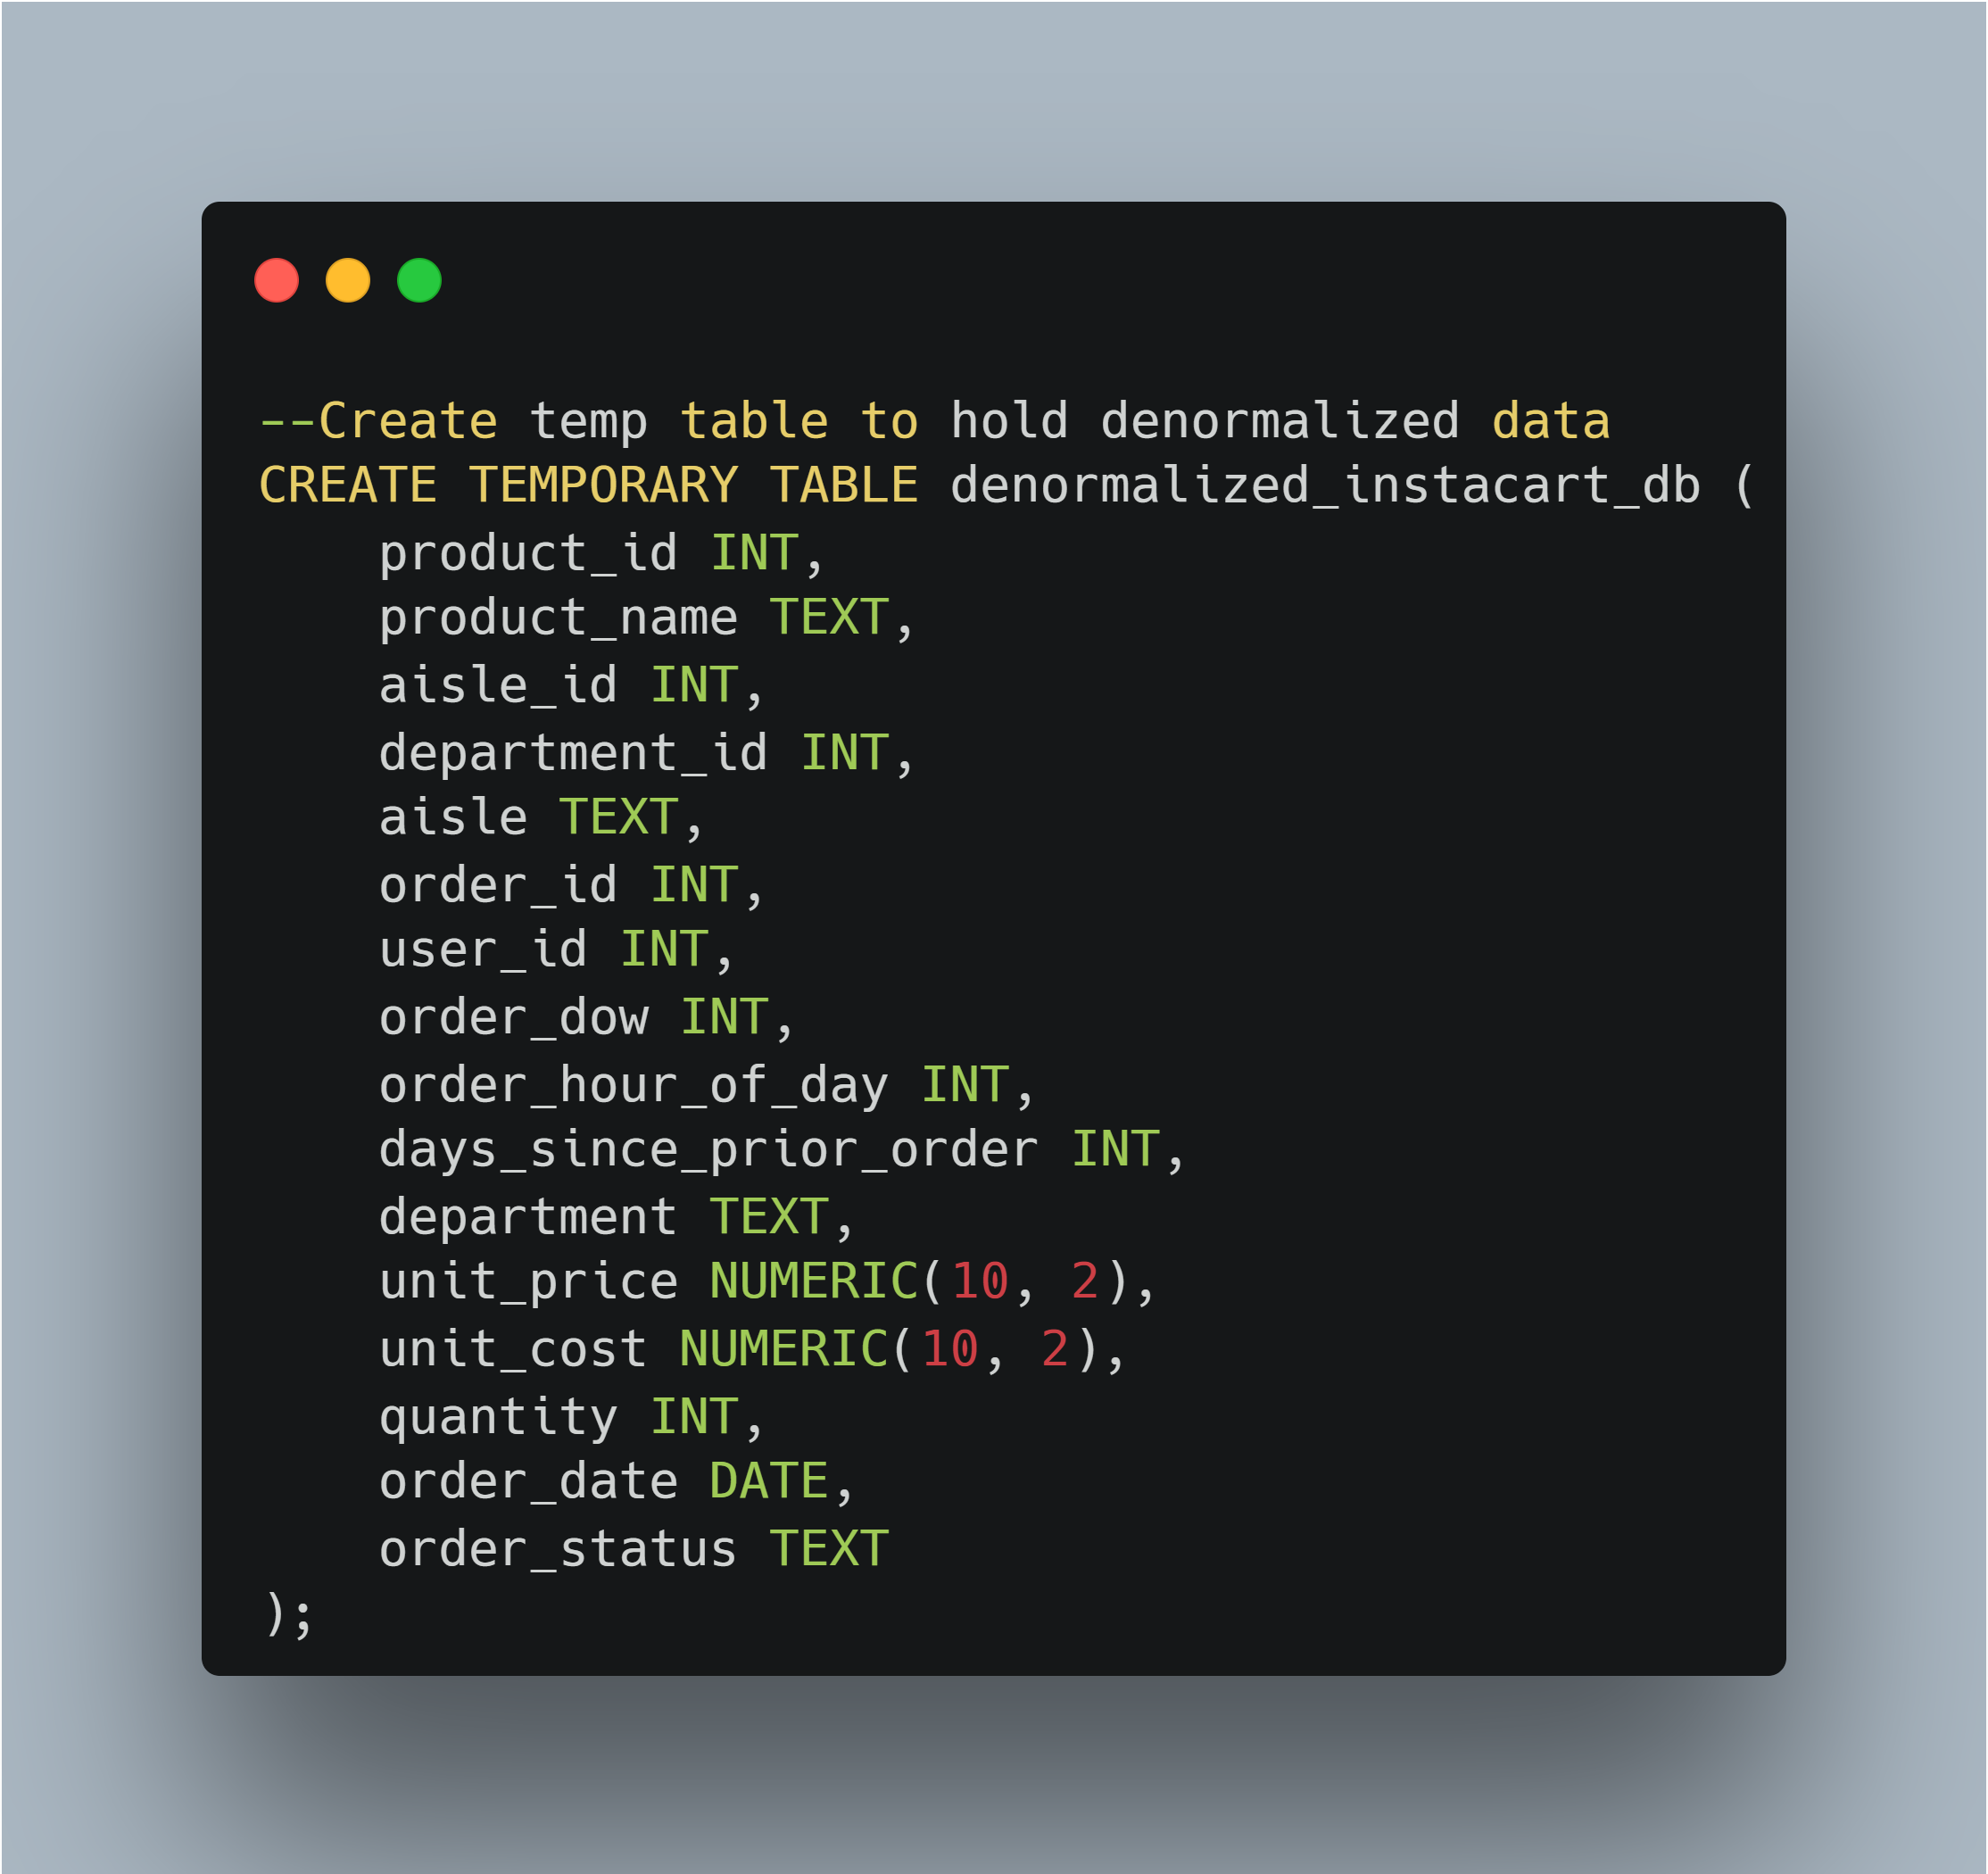 --Create temp table to hold denormalized data
CREATE TEMPORARY TABLE denormalized_instacart_db (
    product_id INT,
    product_name TEXT,
    aisle_id INT,
    department_id INT,
    aisle TEXT,
    order_id INT,
    user_id INT,
    order_dow INT,
    order_hour_of_day INT,
    days_since_prior_order INT,
    department TEXT,
    unit_price NUMERIC(10, 2),
    unit_cost NUMERIC(10, 2),
    quantity INT,
    order_date DATE,
    order_status TEXT
);